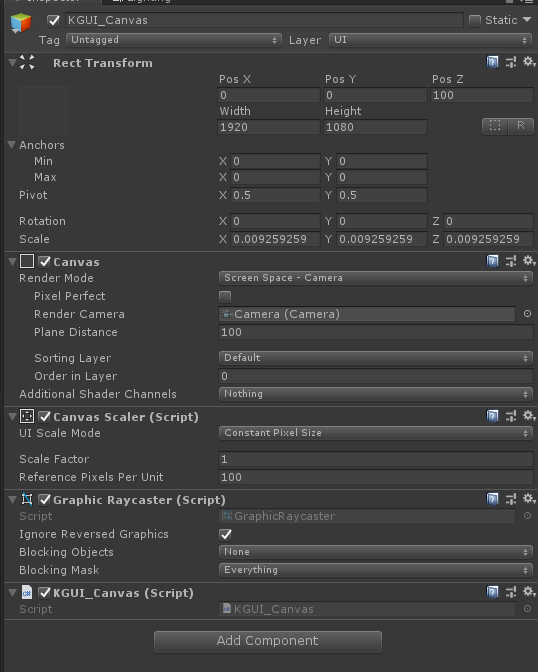 KGUI_Canvas Static
Tag Untagged Layer UI
Rect Transform
Pos X Pos Y Pos Z
0 0 100
Width Height
1920 1080
R
Anchors
Min X 0 Y 0
Max X 0 Y 0
Pivot X 0.5 Y 0.5
Rotation X 0 Y 0 Z 0
Scale X 0.009259259 Y 0.009259259 Z 0.009259259
Canvas
Render Mode Screen Space - Camera
Pixel Perfect
Render Camera Camera (Camera)
Plane Distance 100
Sorting Layer Default
Order in Layer 0
Additional Shader Channels Nothing
Canvas Scaler (Script)
UI Scale Mode Constant Pixel Size
Scale Factor 1
Reference Pixels Per Unit 100
Graphic Raycaster (Script)
Script GraphicRaycaster
Ignore Reversed Graphics
Blocking Objects None
Blocking Mask Everything
KGUI_Canvas (Script)
Script KGUI_Canvas
Add Component